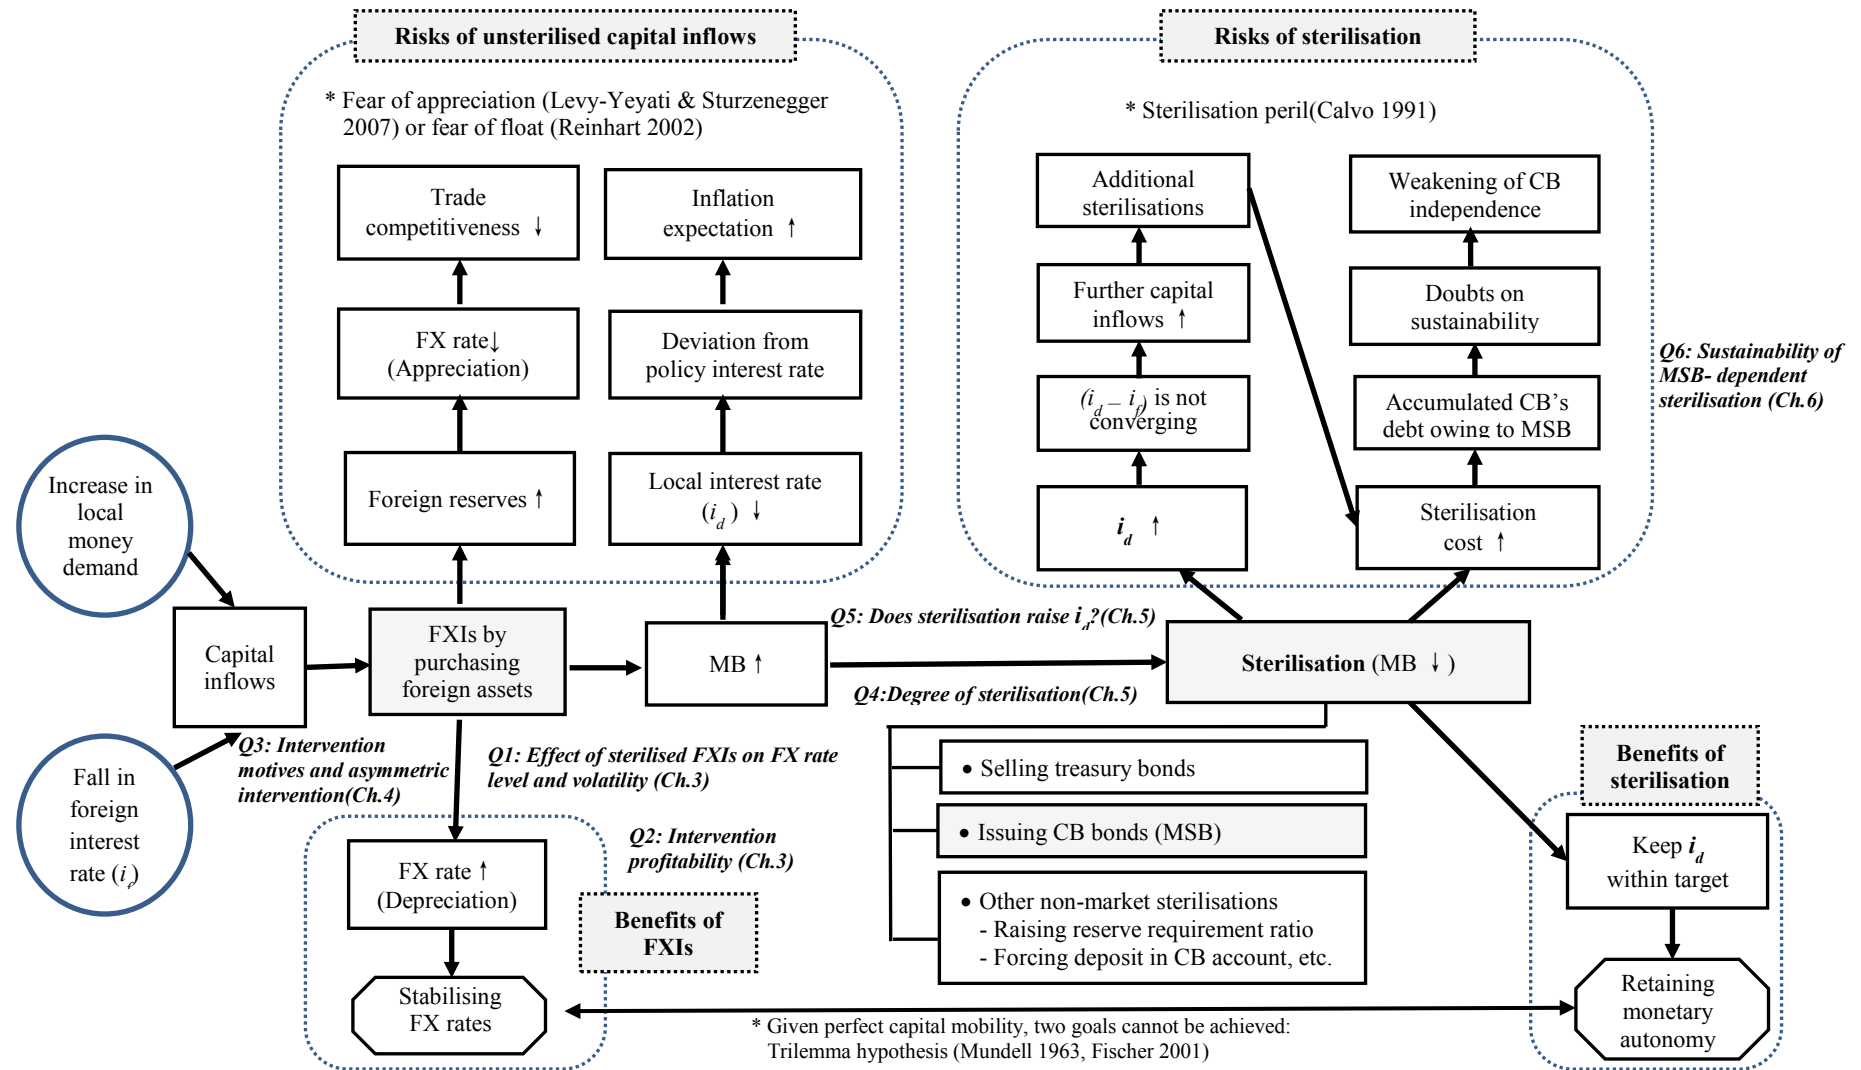 Risks of unsterilised capital inflows
* Fear of appreciation (Levy-Yeyati & Sturzenegger
2007) or fear of float (Reinhart 2002)
Trade
competitiveness ↓
Inflation
expectation ↑
FX rate↓
(Appreciation)
Deviation from
policy interest rate
Foreign reserves ↑
Local interest rate
(i_d) ↓
Risks of sterilisation
* Sterilisation peril(Calvo 1991)
Additional
sterilisations
Weakening of CB
independence
Further capital
inflows ↑
Doubts on
sustainability
(i_d – i_f) is not
converging
Accumulated CB’s
debt owing to MSB
i_d ↑
Sterilisation
cost ↑
Q6: Sustainability of
MSB- dependent
sterilisation (Ch.6)
Increase in
local
money
demand
Capital
inflows
Fall in
foreign
interest
rate (i_f)
FXIs by
purchasing
foreign assets
MB ↑
Q5: Does sterilisation raise i_d?(Ch.5)
Sterilisation (MB ↓)
Q4:Degree of sterilisation(Ch.5)
Q3: Intervention
motives and asymmetric
intervention(Ch.4)
Q1: Effect of sterilised FXIs on FX rate
level and volatility (Ch.3)
Q2: Intervention
profitability (Ch.3)
FX rate ↑
(Depreciation)
Stabilising
FX rates
Benefits of
FXIs
• Selling treasury bonds
• Issuing CB bonds (MSB)
• Other non-market sterilisations
- Raising reserve requirement ratio
- Forcing deposit in CB account, etc.
Benefits of
sterilisation
Keep i_d
within target
Retaining
monetary
autonomy
* Given perfect capital mobility, two goals cannot be achieved:
Trilemma hypothesis (Mundell 1963, Fischer 2001)